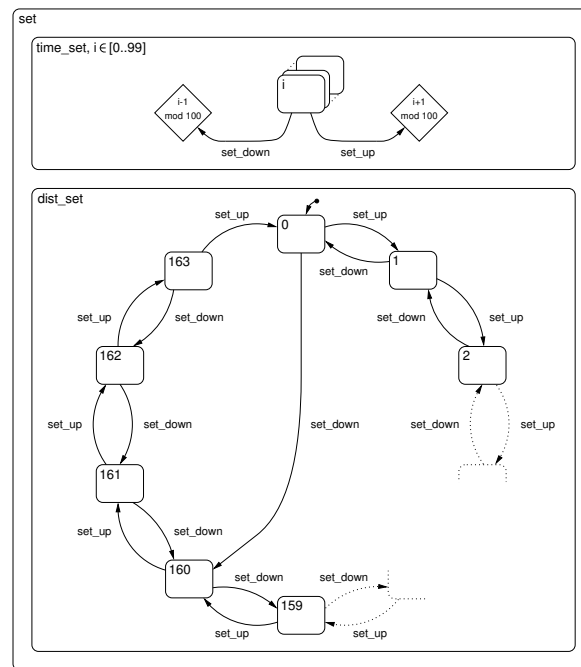 set
time_set, i ∈ [0..99]
i
i-1
mod 100
i+1
mod 100
set_down
set_up
dist_set
set_up
0
set_up
163
1
set_down
set_up
set_down
set_down
set_up
162
2
set_up
set_down
set_down
set_down
set_up
161
set_up
set_down
160
set_down
set_down
159
set_up
set_up